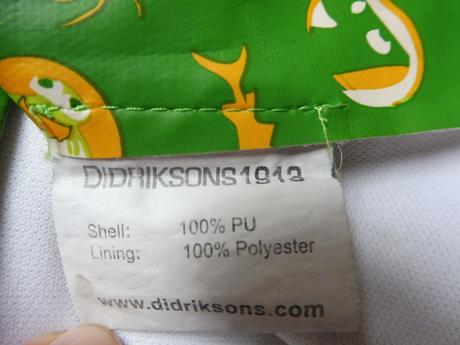 DIDRIKSONS1913
Shell: 100% PU
Lining: 100% Polyester
www.didriksons.com